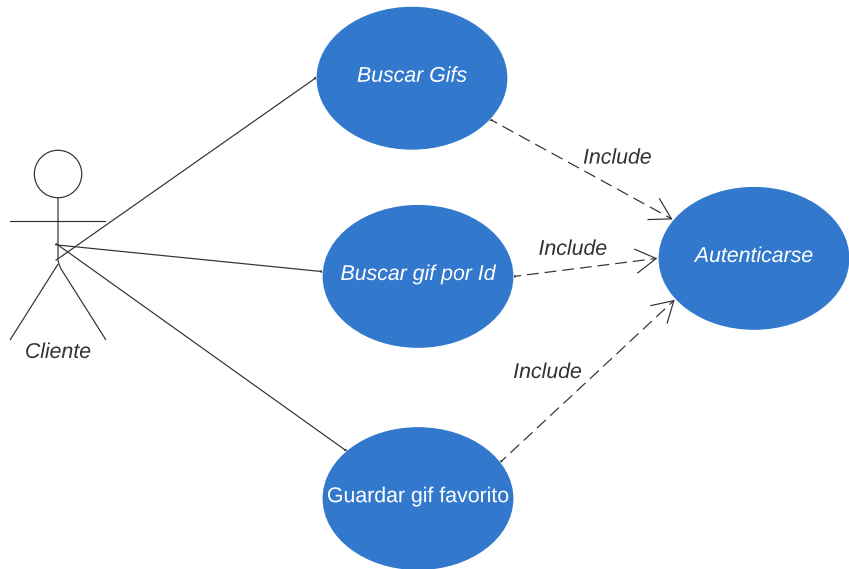 Buscar Gifs
Include
Include
Buscar gif por Id
Autenticarse
Cliente
Include
Guardar gif favorito